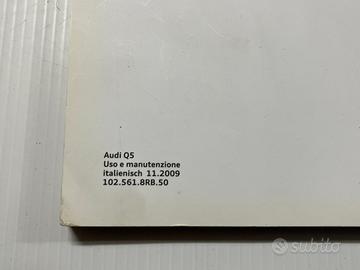 Audi Q5
Uso e manutenzione
italienisch 11.2009
102.561.8RB.50
subito